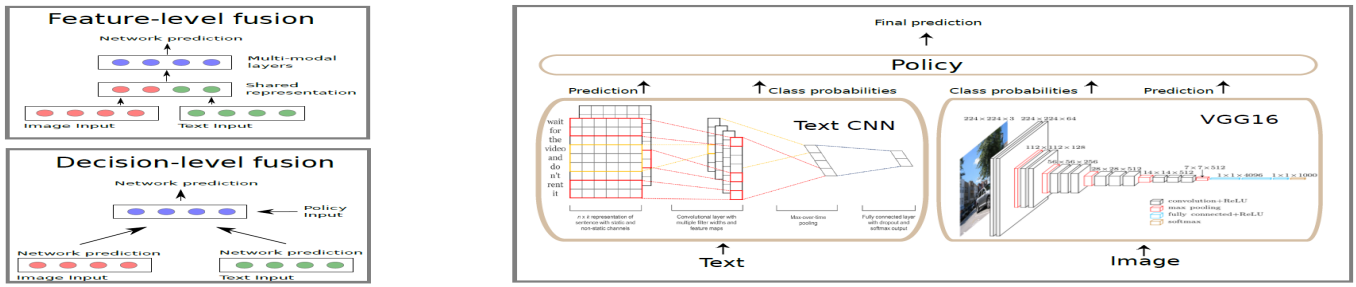 Feature-level fusion
Network prediction
Multi-modal
layers
Shared
representation
Image Input
Text Input
Decision-level fusion
Network prediction
Policy
Input
Network prediction
Network prediction
Image Input
Text Input
Final prediction
Policy
Prediction
Class probabilities
Class probabilities
Prediction
Text CNN
wait
for
the
video
and
do
n't
rent
it
n x k representation of
sentence with static and
non-static channels
Convolutional layer with
multiple filter widths and
feature maps
Max-over-time
pooling
Fully connected layer
with dropout and
softmax output
Text
VGG16
224×224×3
224×224×64
112×112×128
56×56×256
28×28×512
14×14×512
7×7×512
1×1×4096
1×1×1000
convolution+ReLU
max pooling
fully connected+ReLU
softmax
Image